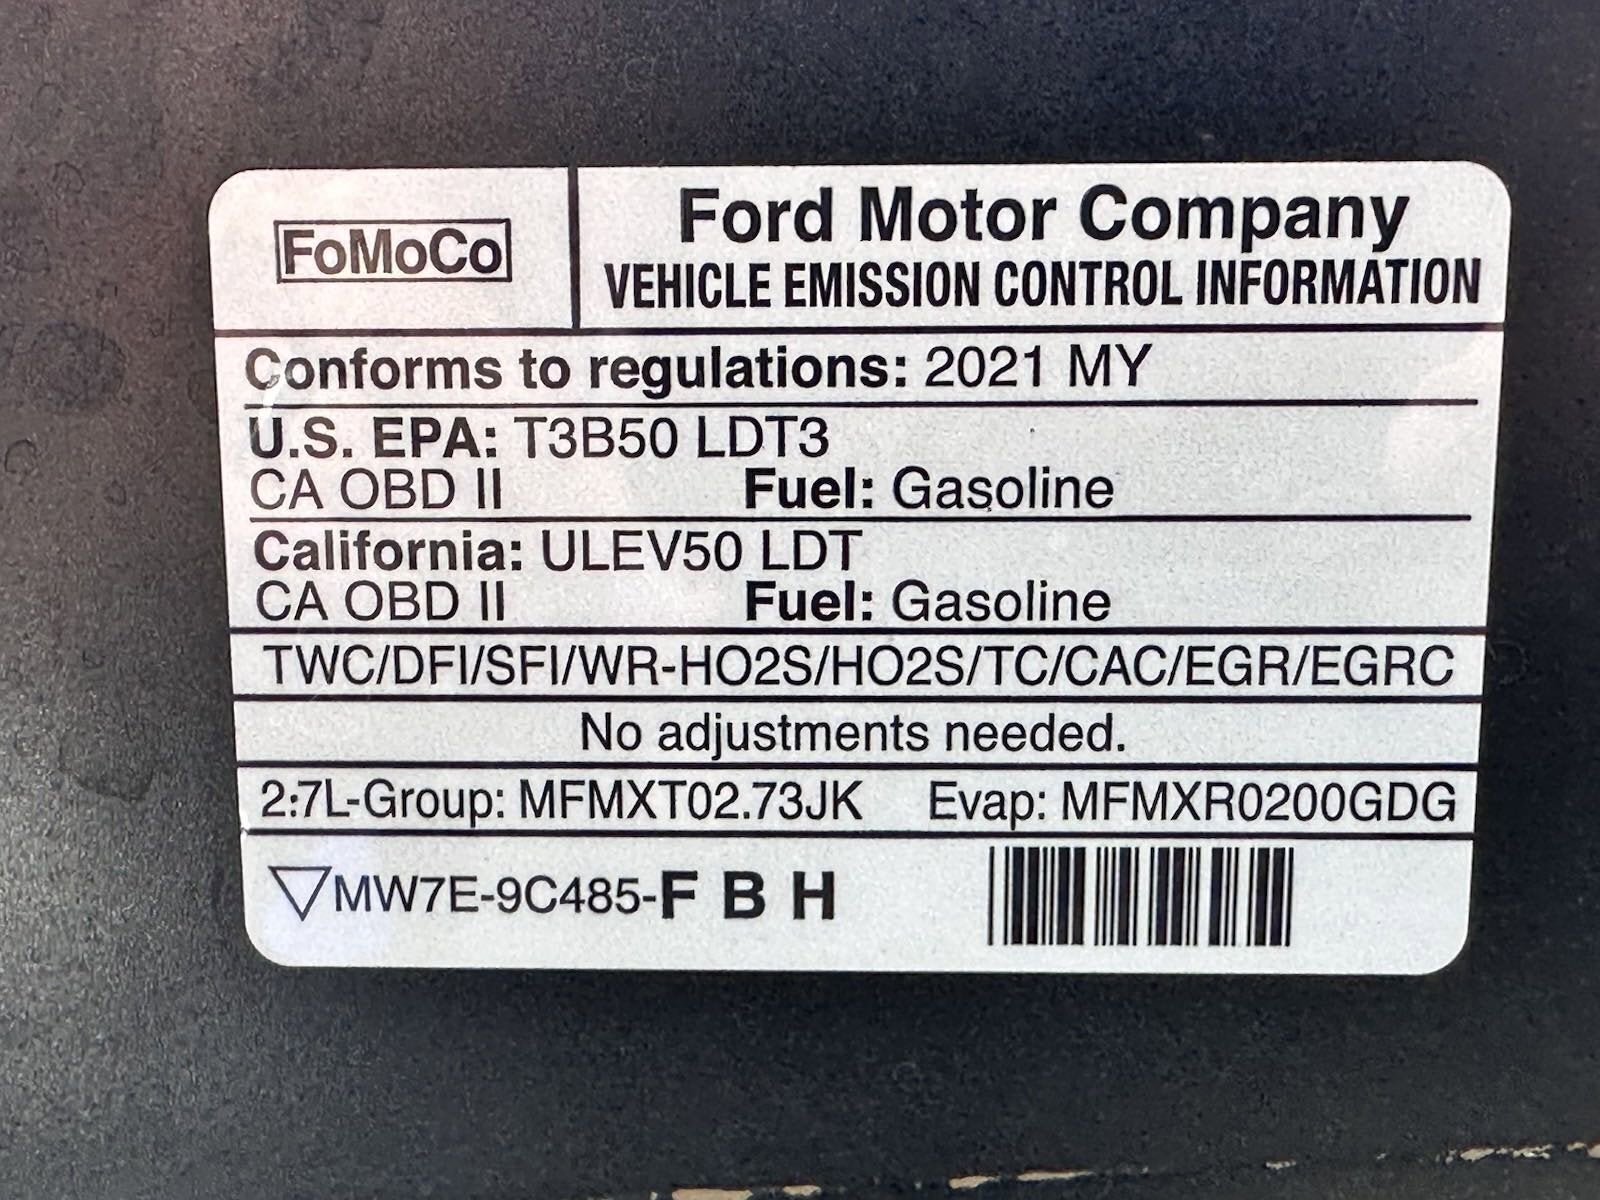 FoMoCo
Ford Motor Company
VEHICLE EMISSION CONTROL INFORMATION
Conforms to regulations: 2021 MY
U.S. EPA: T3B50 LDT3
CA OBD II Fuel: Gasoline
California: ULEV50 LDT
CA OBD II Fuel: Gasoline
TWC/DFI/SFI/WR-HO2S/HO2S/TC/CAC/EGR/EGRC
No adjustments needed.
2.7L-Group: MFMXT02.73JK Evap: MFMXR0200GDG
MW7E-9C485-F B H